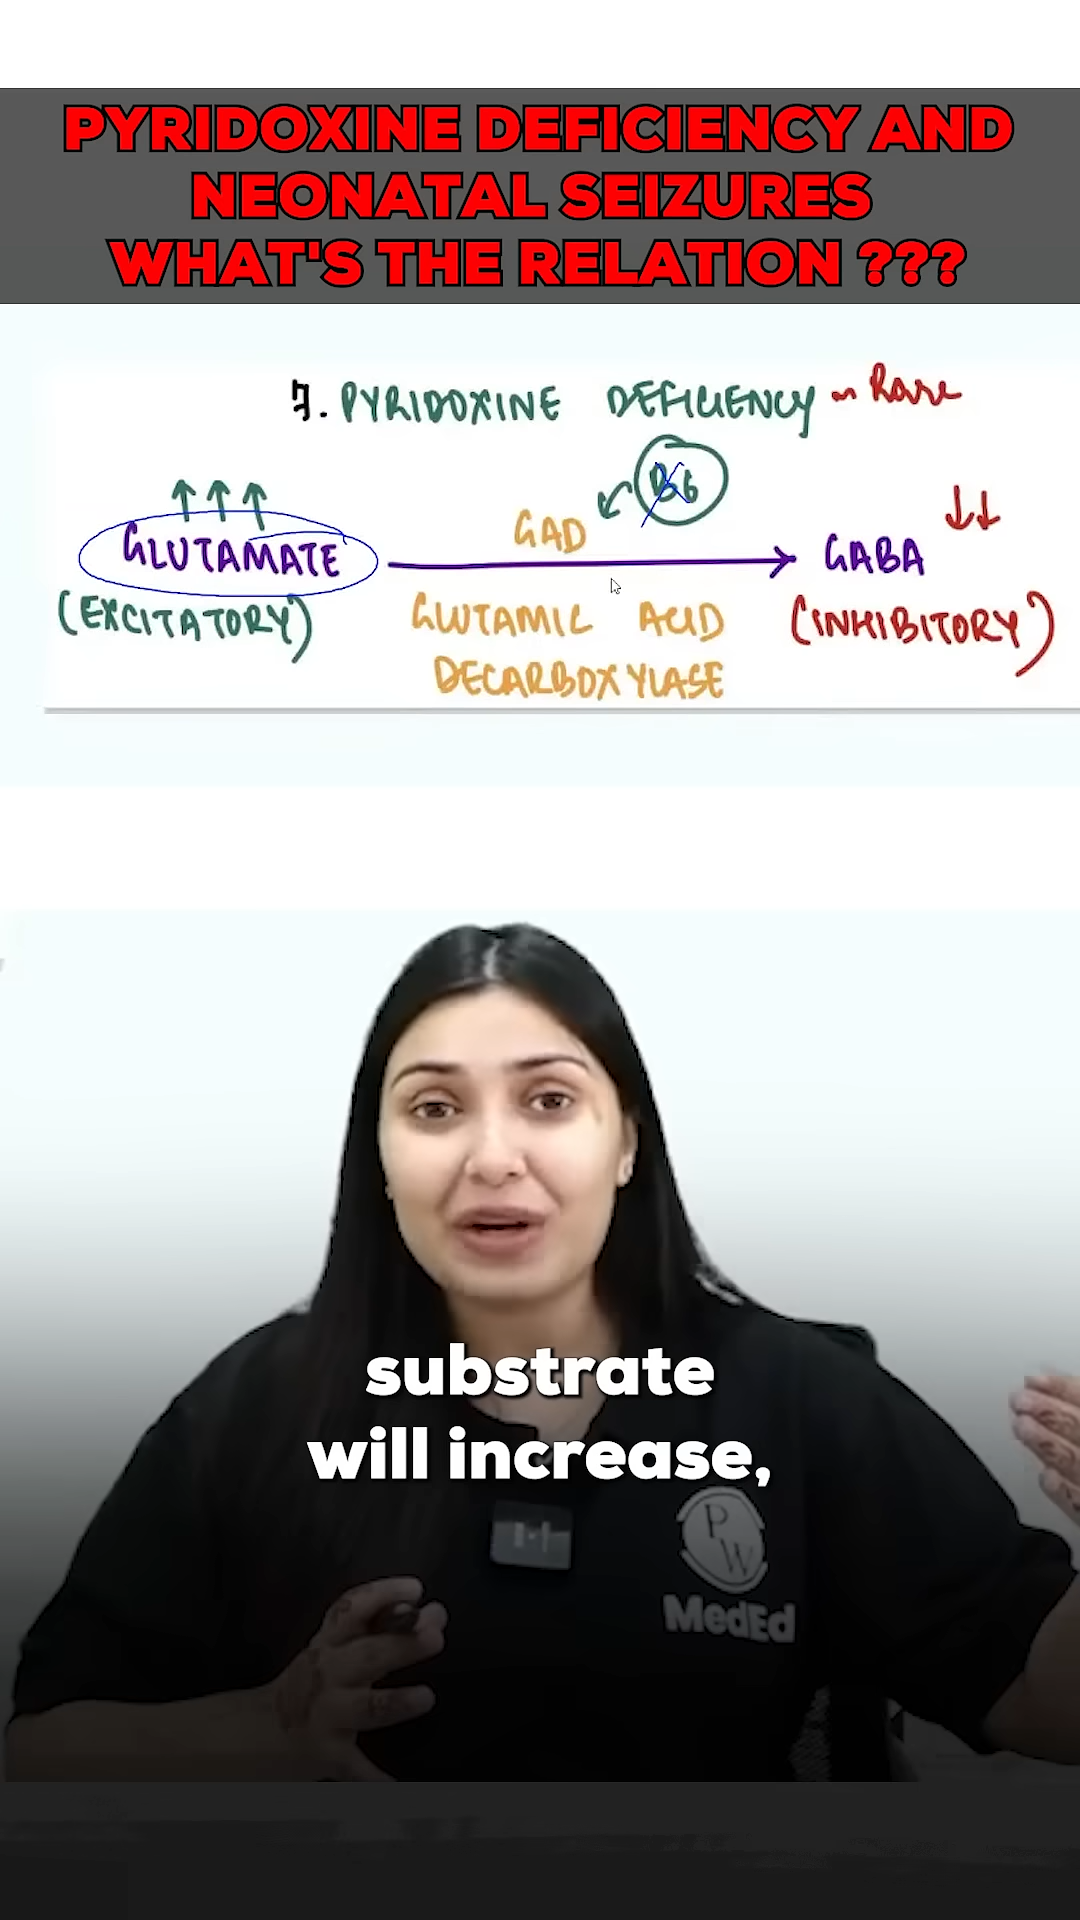 PYRIDOXINE DEFICIENCY AND
NEONATAL SEIZURES
WHAT'S THE RELATION ???
7. PYRIDOXINE DEFICIENCY ~ Rare
B6
↑↑↑
GAD
↓↓
GLUTAMATE → GABA
(EXCITATORY)
GLUTAMIC ACID
(INHIBITORY)
DECARBOXYLASE
substrate
will increase,
PW
MedEd